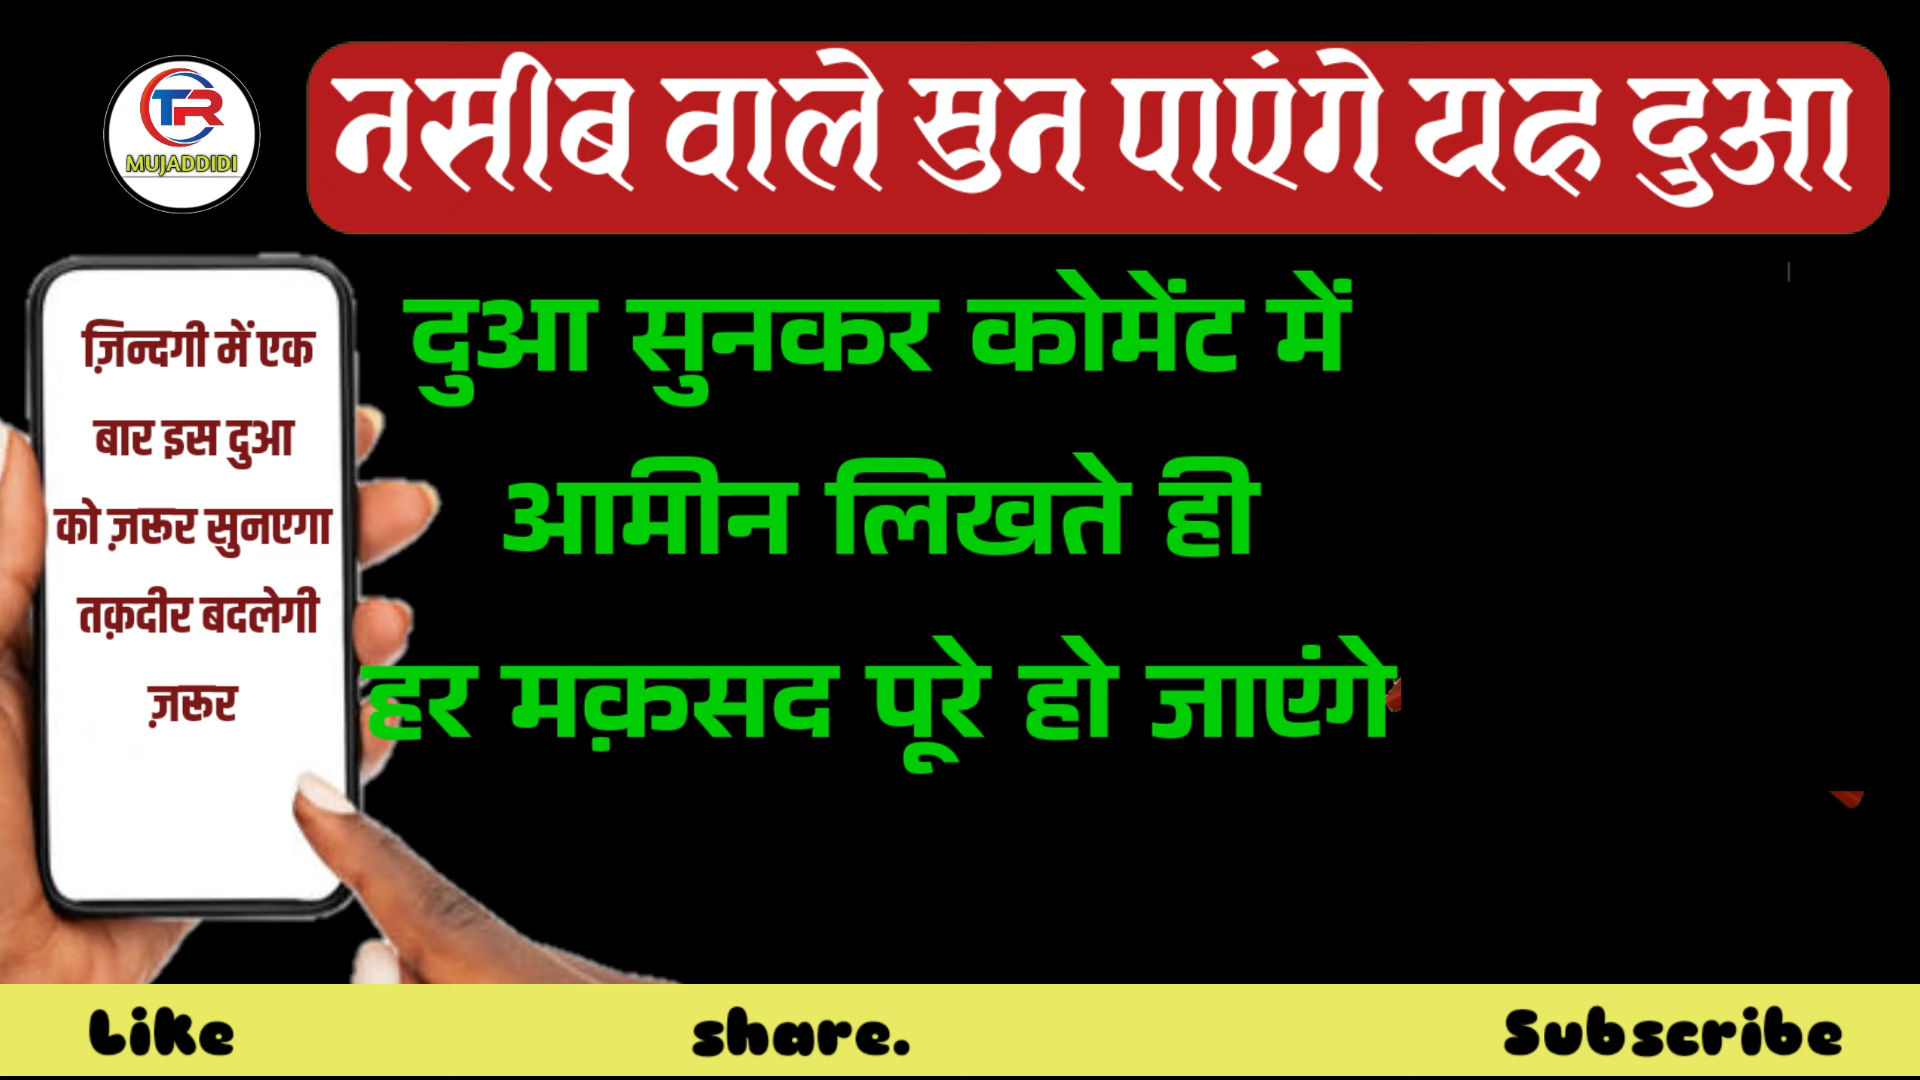 नसीब वाले सुन पाएंगे यह दुआ
TR
MUJADDIDI
ज़िन्दगी में एक
बार इस दुआ
को ज़रूर सुनएगा
तक़दीर बदलेगी
ज़रूर
दुआ सुनकर कोमेंट में
आमीन लिखते ही
हर मक़सद पूरे हो जाएंगे
Like share. Subscribe